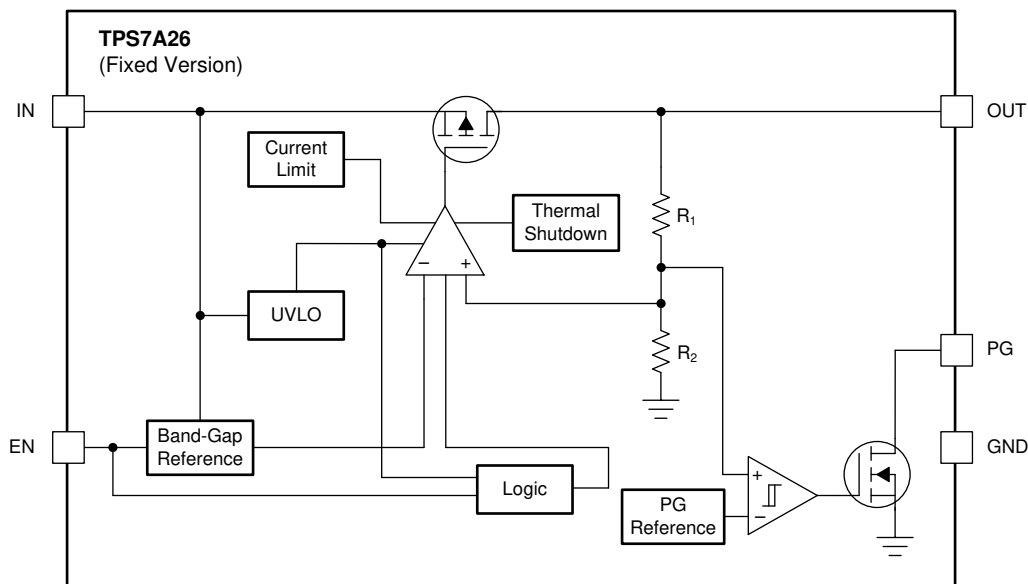 TPS7A26
(Fixed Version)
IN
OUT
Current
Limit
Thermal
Shutdown
R1
−
+
UVLO
R2
PG
EN
Band-Gap
Reference
GND
Logic
+
−
PG
Reference